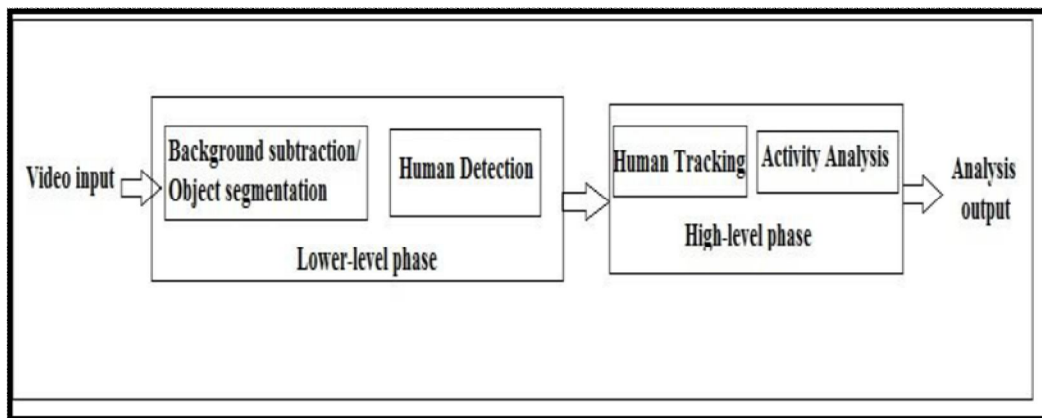 Video input
Background subtraction/
Object segmentation
Human Detection
Lower-level phase
Human Tracking
Activity Analysis
High-level phase
Analysis
output